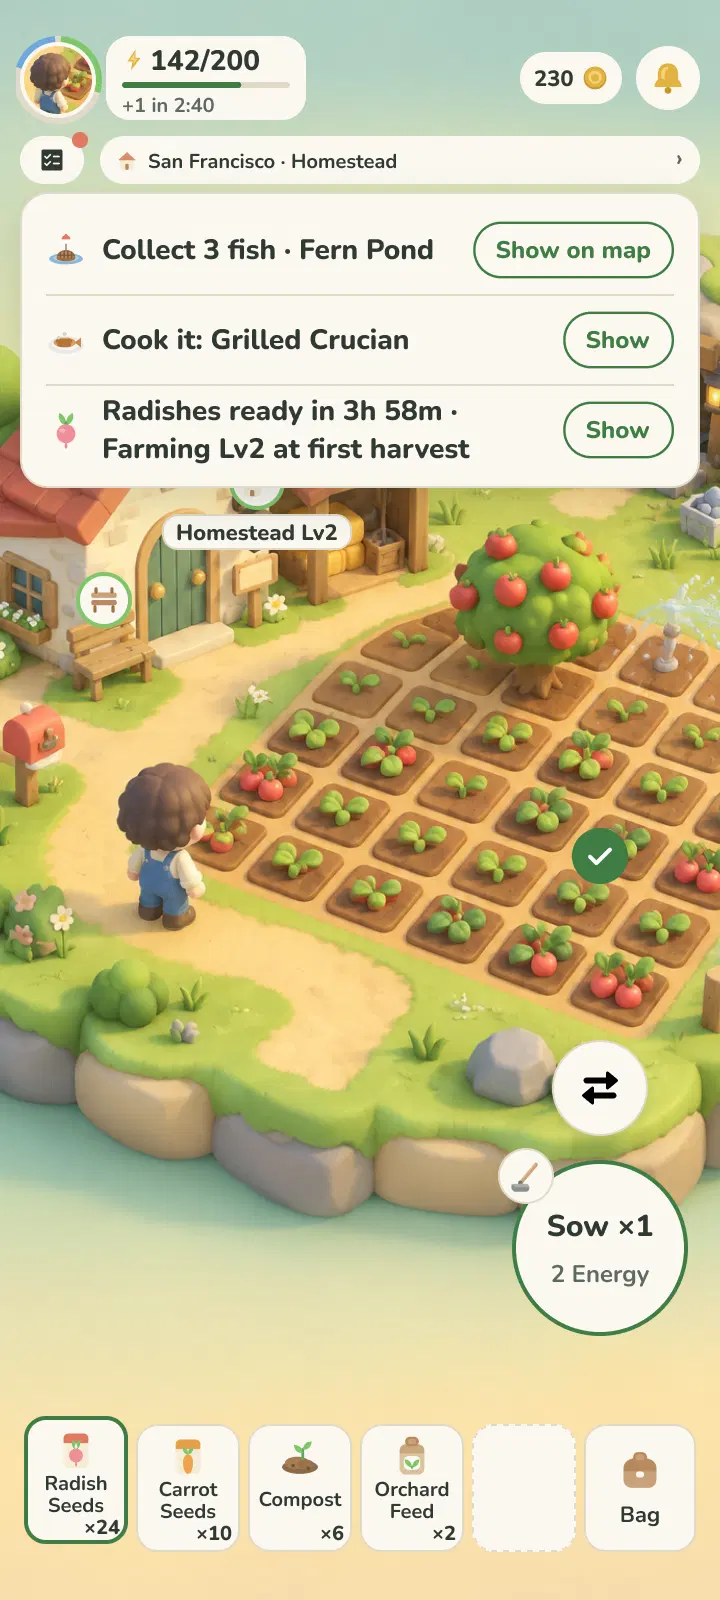 142/200
+1 in 2:40
230
San Francisco · Homestead
Collect 3 fish · Fern Pond
Show on map
Cook it: Grilled Crucian
Show
Radishes ready in 3h 58m ·
Farming Lv2 at first harvest
Show
Homestead Lv2
Sow ×1
2 Energy
Radish
Seeds
×24
Carrot
Seeds
×10
Compost
×6
Orchard
Feed
×2
Bag